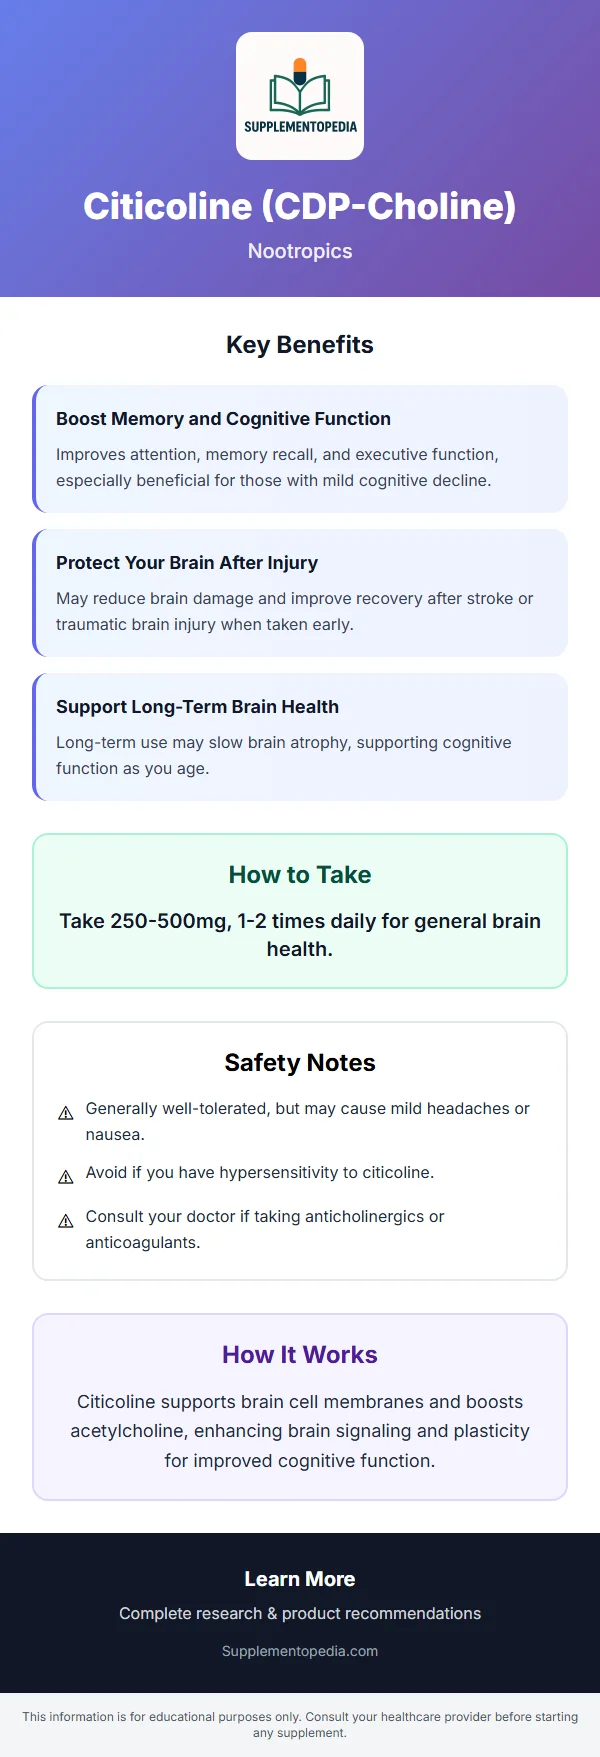 SUPPLEMENTOPEDIA
Citicoline (CDP-Choline)
Nootropics
Key Benefits
Boost Memory and Cognitive Function
Improves attention, memory recall, and executive function,
especially beneficial for those with mild cognitive decline.
Protect Your Brain After Injury
May reduce brain damage and improve recovery after stroke or
traumatic brain injury when taken early.
Support Long-Term Brain Health
Long-term use may slow brain atrophy, supporting cognitive
function as you age.
How to Take
Take 250-500mg, 1-2 times daily for general brain
health.
Safety Notes
⚠ Generally well-tolerated, but may cause mild headaches or
nausea.
⚠ Avoid if you have hypersensitivity to citicoline.
⚠ Consult your doctor if taking anticholinergics or
anticoagulants.
How It Works
Citicoline supports brain cell membranes and boosts
acetylcholine, enhancing brain signaling and plasticity
for improved cognitive function.
Learn More
Complete research & product recommendations
Supplementopedia.com
This information is for educational purposes only. Consult your healthcare provider before starting
any supplement.